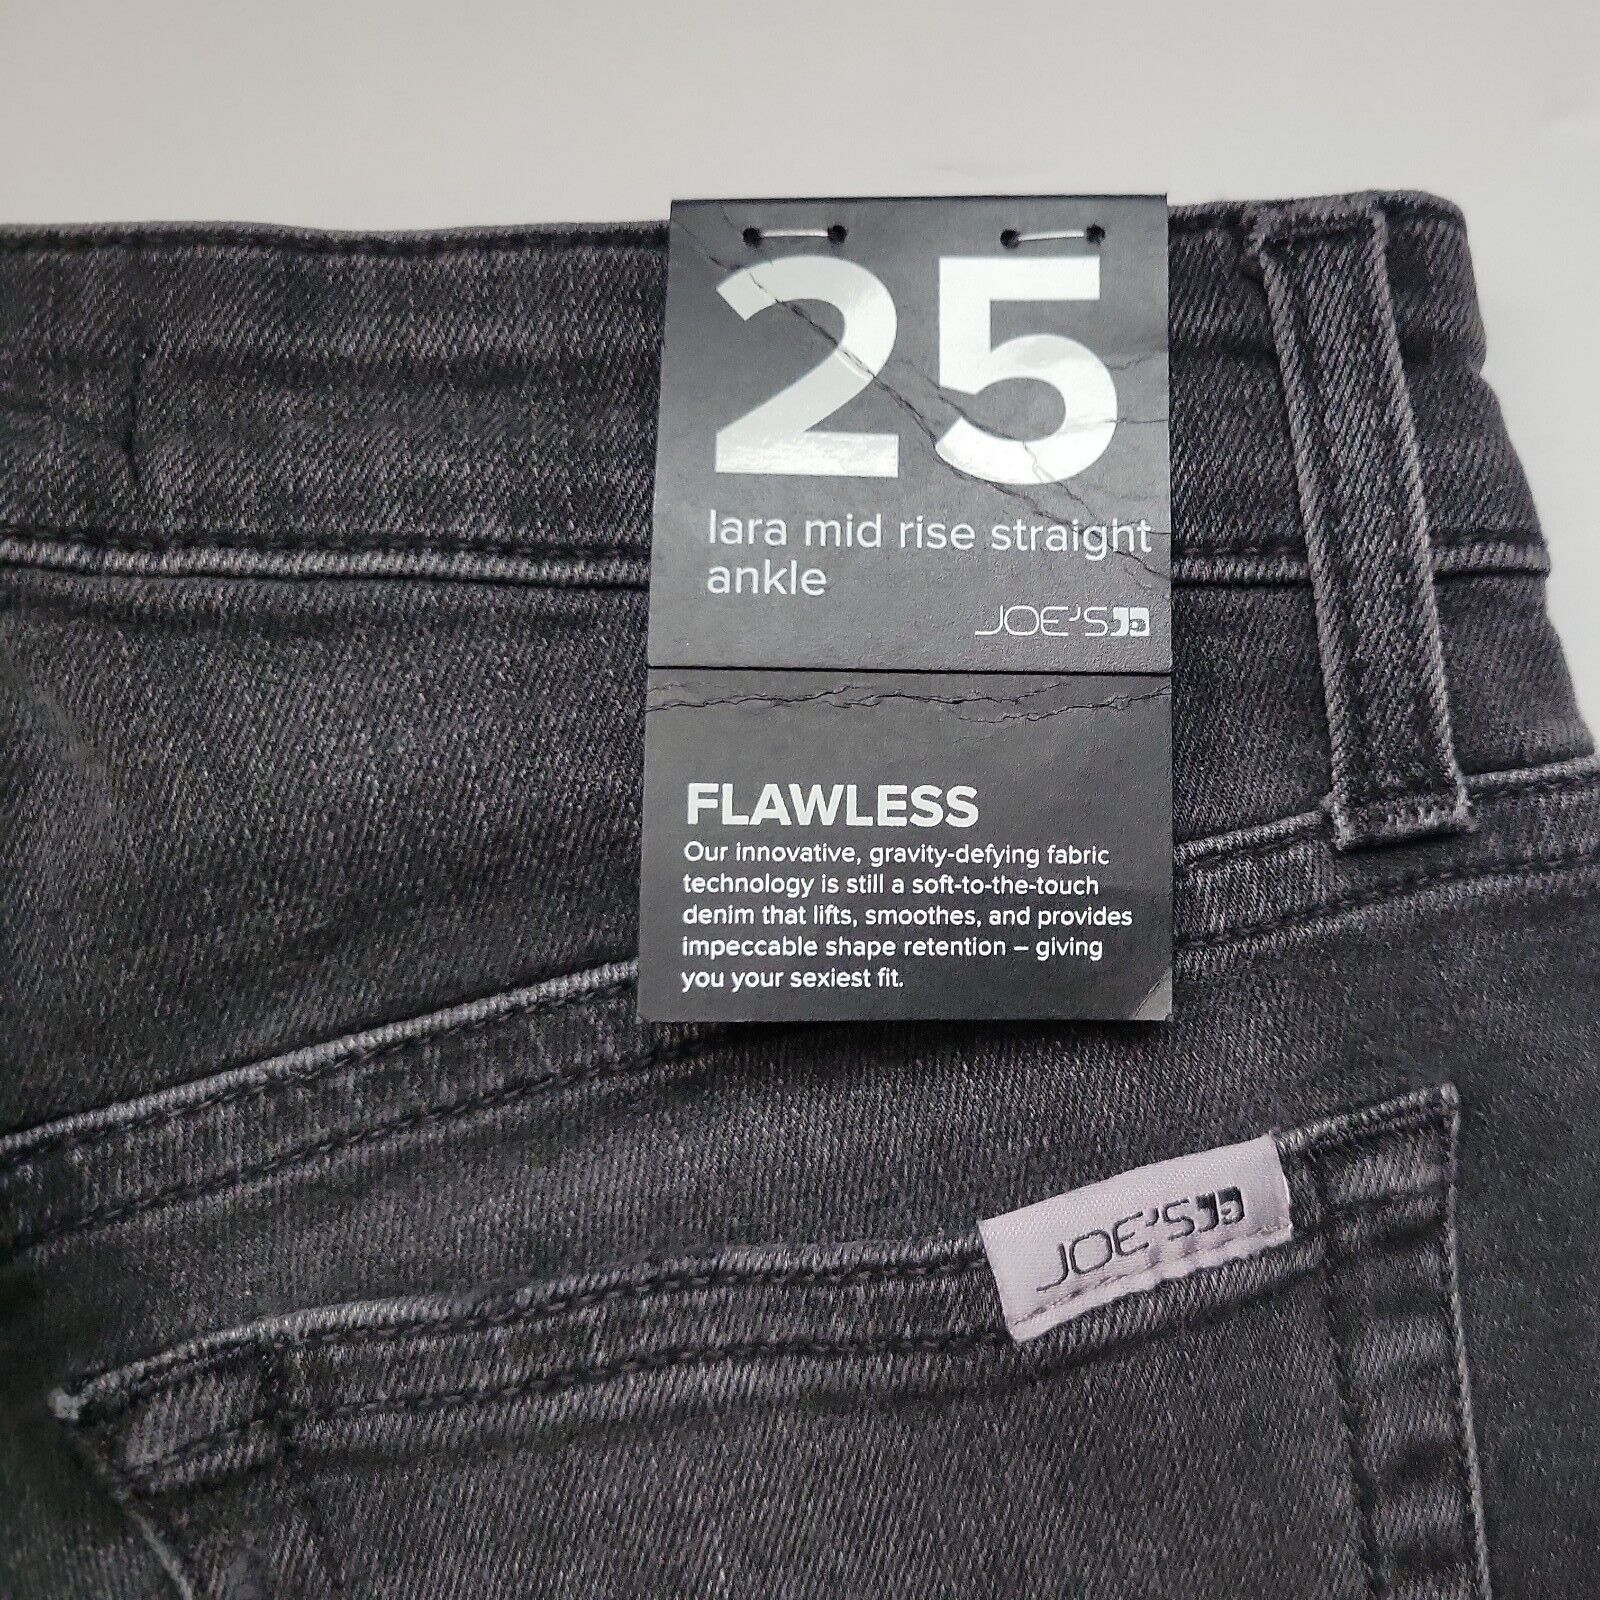 25
lara mid rise straight
ankle
JOE'S
FLAWLESS
Our innovative, gravity-defying fabric
technology is still a soft-to-the-touch
denim that lifts, smoothes, and provides
impeccable shape retention – giving
you your sexiest fit.
JOE'S